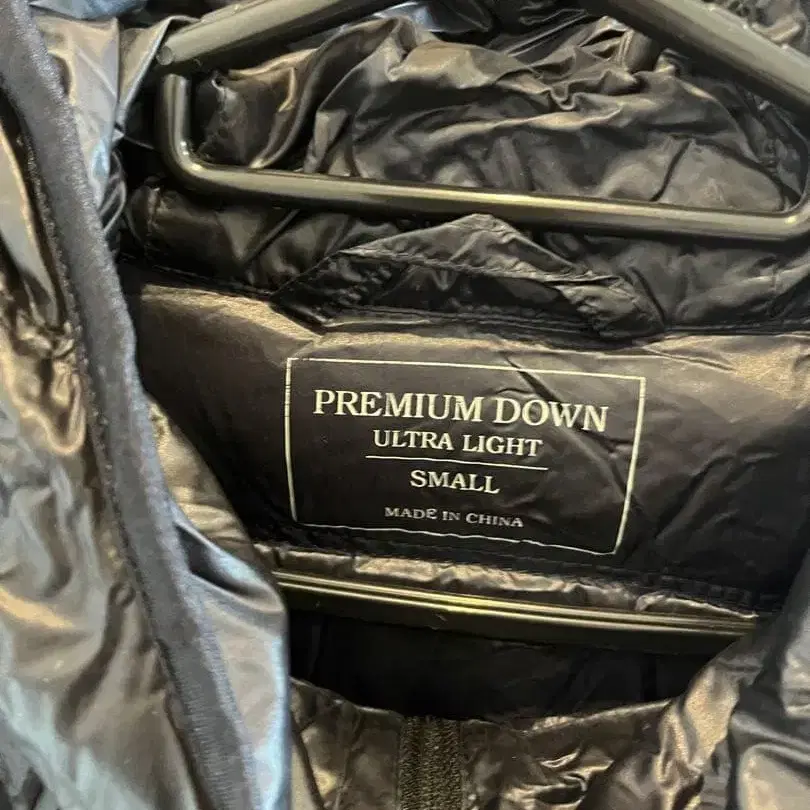 PREMIUM DOWN
ULTRA LIGHT
SMALL
MADE IN CHINA